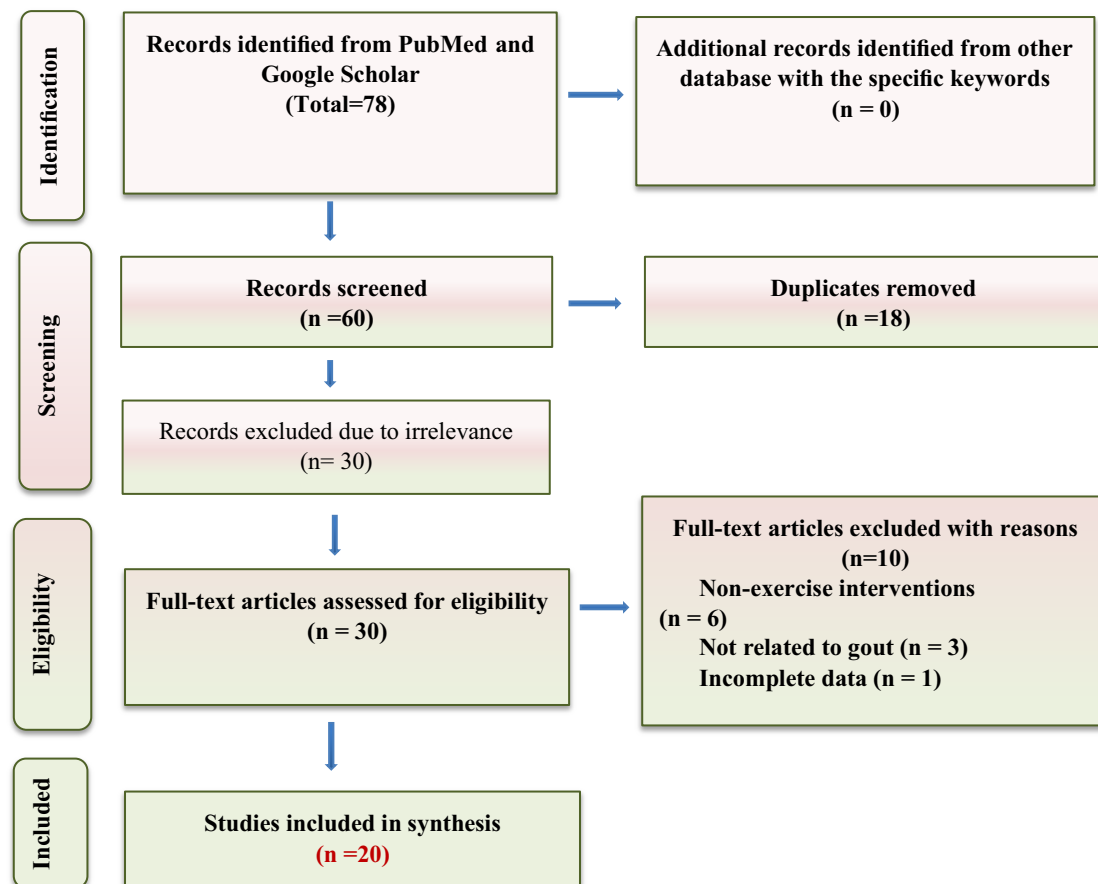 Identification
Records identified from PubMed and
Google Scholar
(Total=78)
Additional records identified from other
database with the specific keywords
(n = 0)
Screening
Records screened
(n =60)
Duplicates removed
(n =18)
Records excluded due to irrelevance
(n= 30)
Eligibility
Full-text articles assessed for eligibility
(n = 30)
Full-text articles excluded with reasons
(n=10)
Non-exercise interventions
(n = 6)
Not related to gout (n = 3)
Incomplete data (n = 1)
Included
Studies included in synthesis
(n =20)